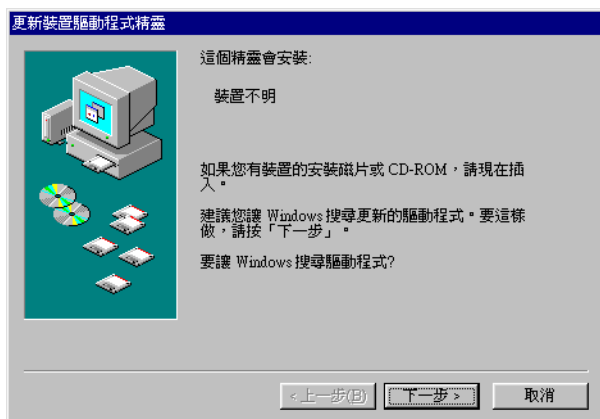 更新裝置驅動程式精靈
這個精靈會安裝:
裝置不明
如果您有裝置的安裝磁片或 CD-ROM，請現在插
入。
建議您讓 Windows 搜尋更新的驅動程式。要這樣
做，請按「下一步」。
要讓 Windows 搜尋驅動程式?
<上一步(B) 下一步> 取消